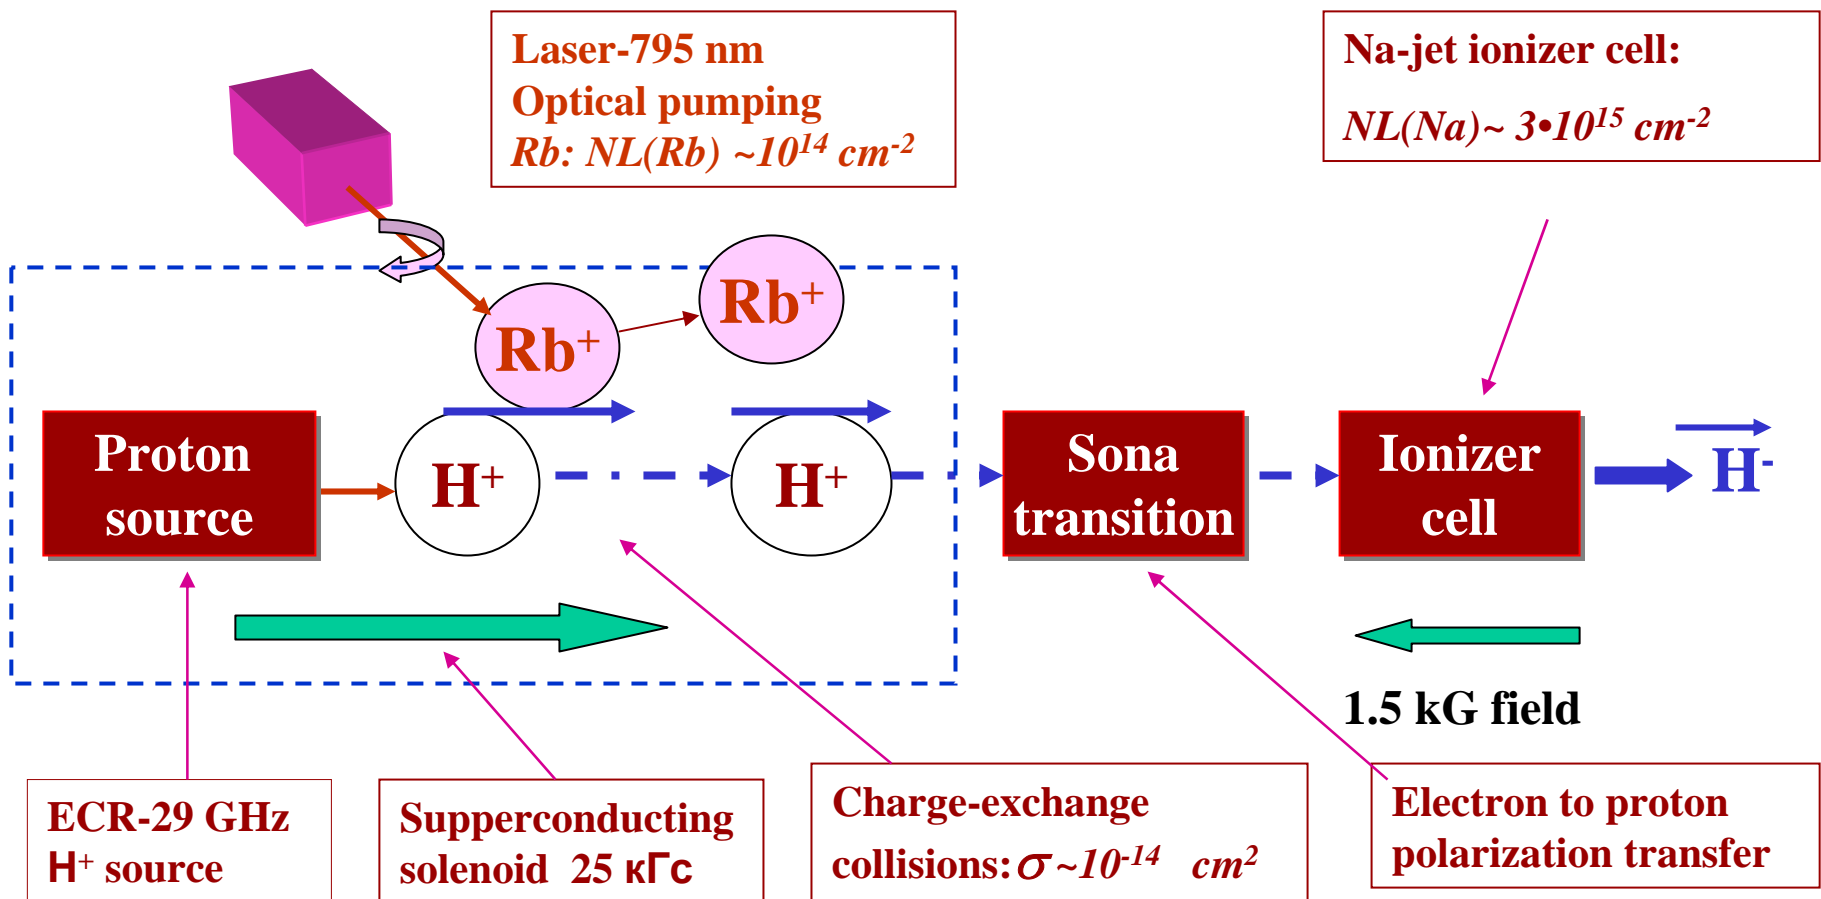 Laser-795 nm
Optical pumping
Rb: NL(Rb) ~10¹⁴ cm⁻²
Na-jet ionizer cell:
NL(Na)~ 3•10¹⁵ cm⁻²
Rb⁺
Rb⁺
Proton
source
H⁺
H⁺
Sona
transition
Ionizer
cell
H⁻
1.5 kG field
ECR-29 GHz
H⁺ source
Supperconducting
solenoid 25 кГс
Charge-exchange
collisions: σ ~10⁻¹⁴ cm²
Electron to proton
polarization transfer